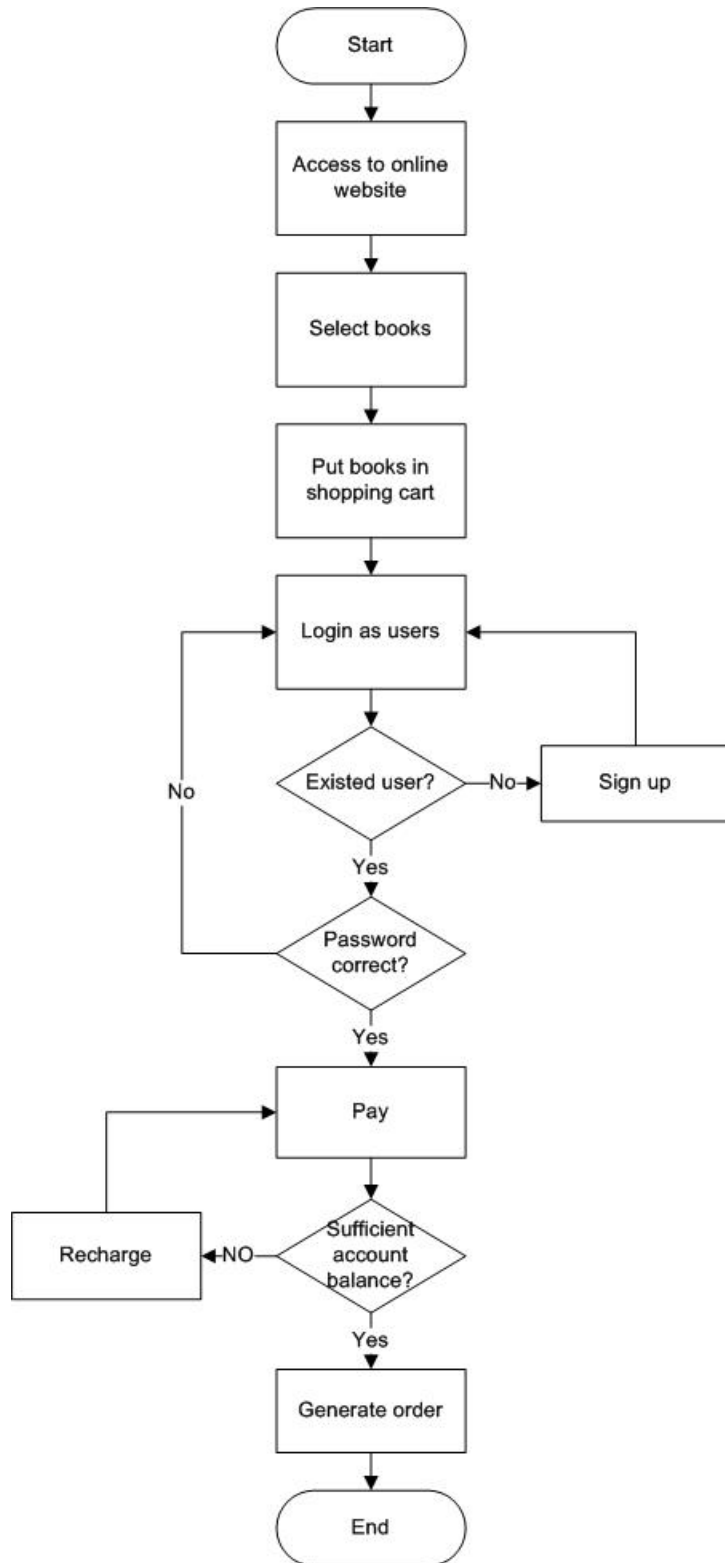 Start
Access to online
website
Select books
Put books in
shopping cart
Login as users
Existed user?
No
Sign up
No
Yes
Password
correct?
Yes
Pay
Sufficient
account
balance?
NO
Recharge
Yes
Generate order
End